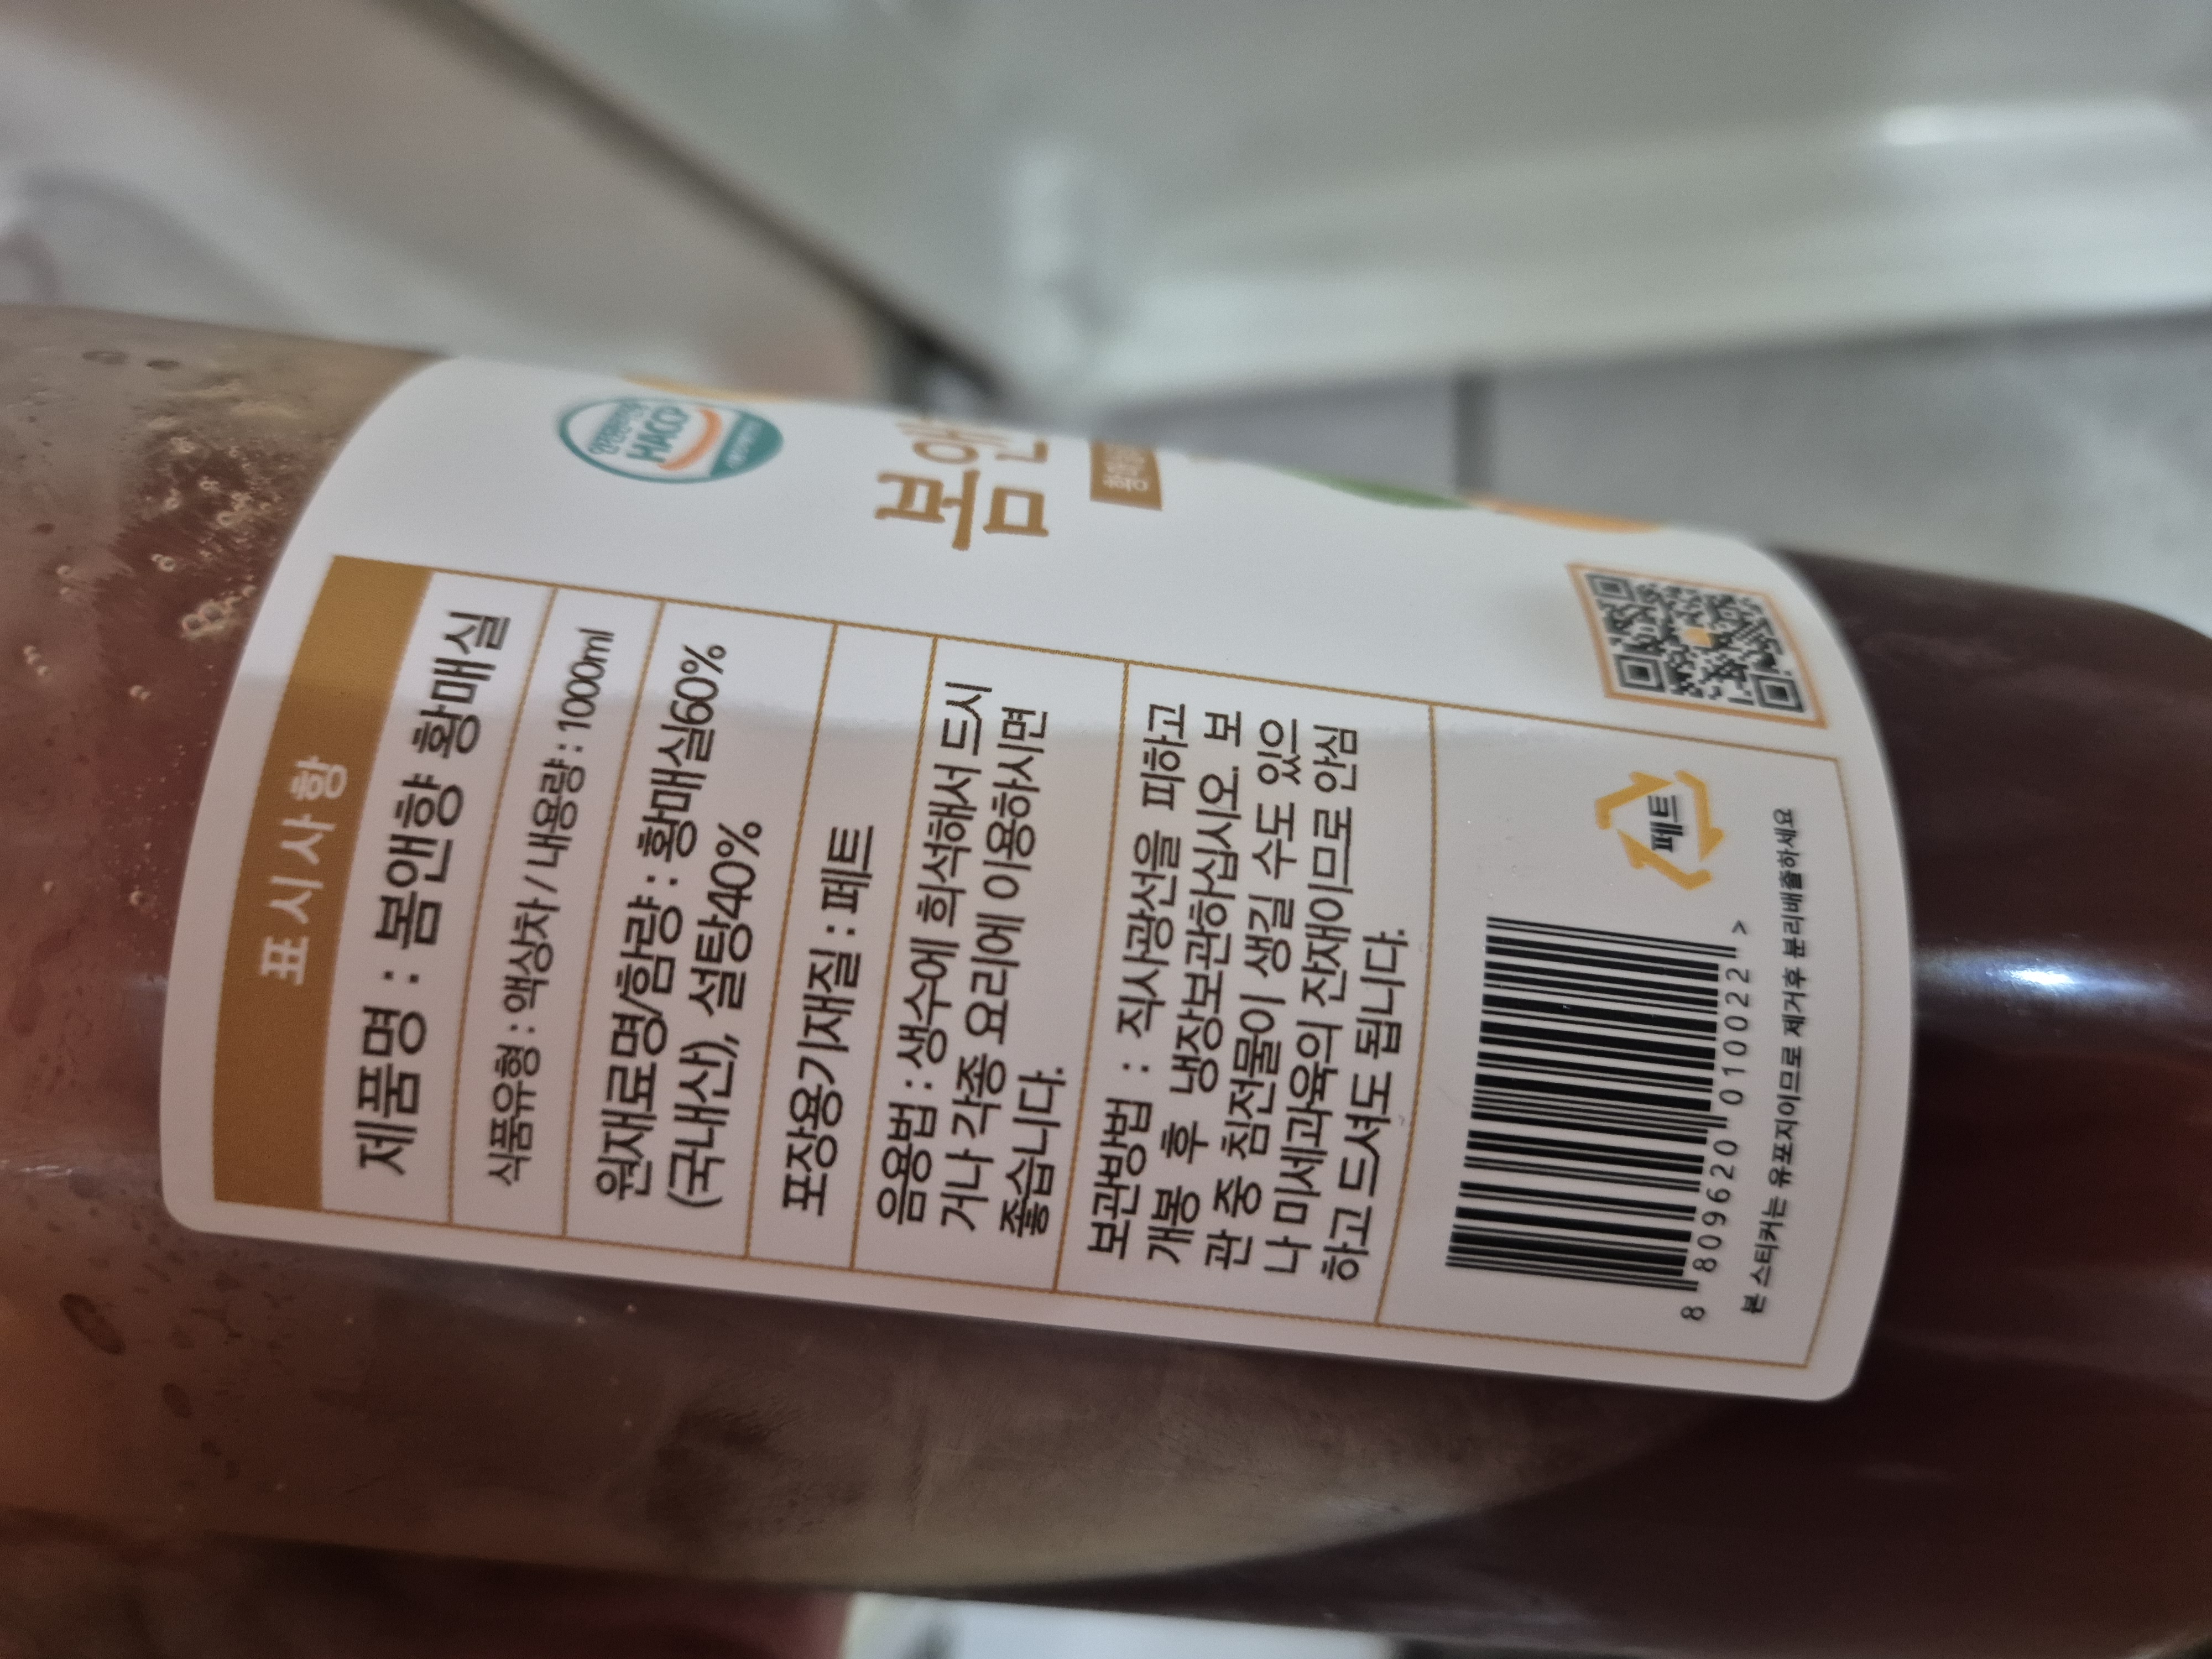 표시사항
제품명 : 봄앤향 황매실
식품유형 : 액상차 / 내용량 : 1000ml
원재료명/함량 : 황매실60%
(국내산), 설탕40%
포장용기재질 : 페트
음용법 : 생수에 희석해서 드시
거나 각종 요리에 이용하시면
좋습니다.
보관방법 : 직사광선을 피하고
개봉 후 냉장보관하십시오. 보
관 중 침전물이 생길 수도 있으
나 미세과육의 잔재이므로 안심
하고 드셔도 됩니다.
페트
8 809620 010022 >
본 스티커는 유포지이므로 제거후 분리배출하세요
HACCP
봄앤